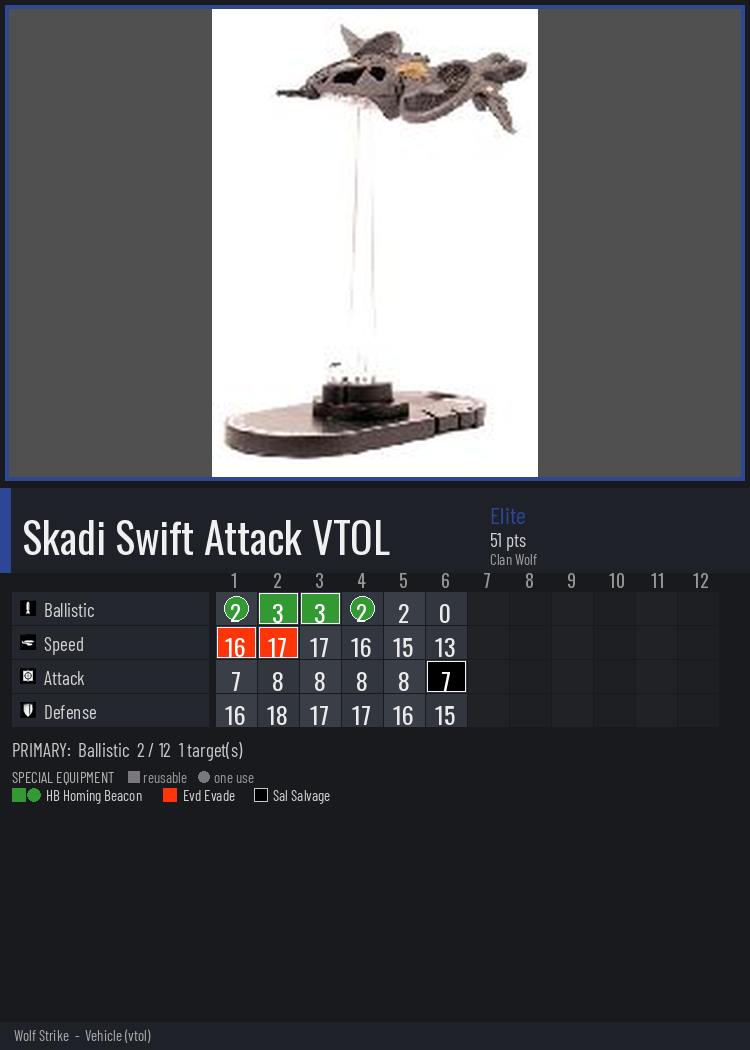 Skadi Swift Attack VTOL
Elite
51 pts
Clan Wolf
1 2 3 4 5 6 7 8 9 10 11 12
Ballistic 2 3 3 2 2 0
Speed 16 17 17 16 15 13
Attack 7 8 8 8 8 7
Defense 16 18 17 17 16 15
PRIMARY: Ballistic 2 / 12 1 target(s)
SPECIAL EQUIPMENT reusable one use
HB Homing Beacon Evd Evade Sal Salvage
Wolf Strike - Vehicle (vtol)